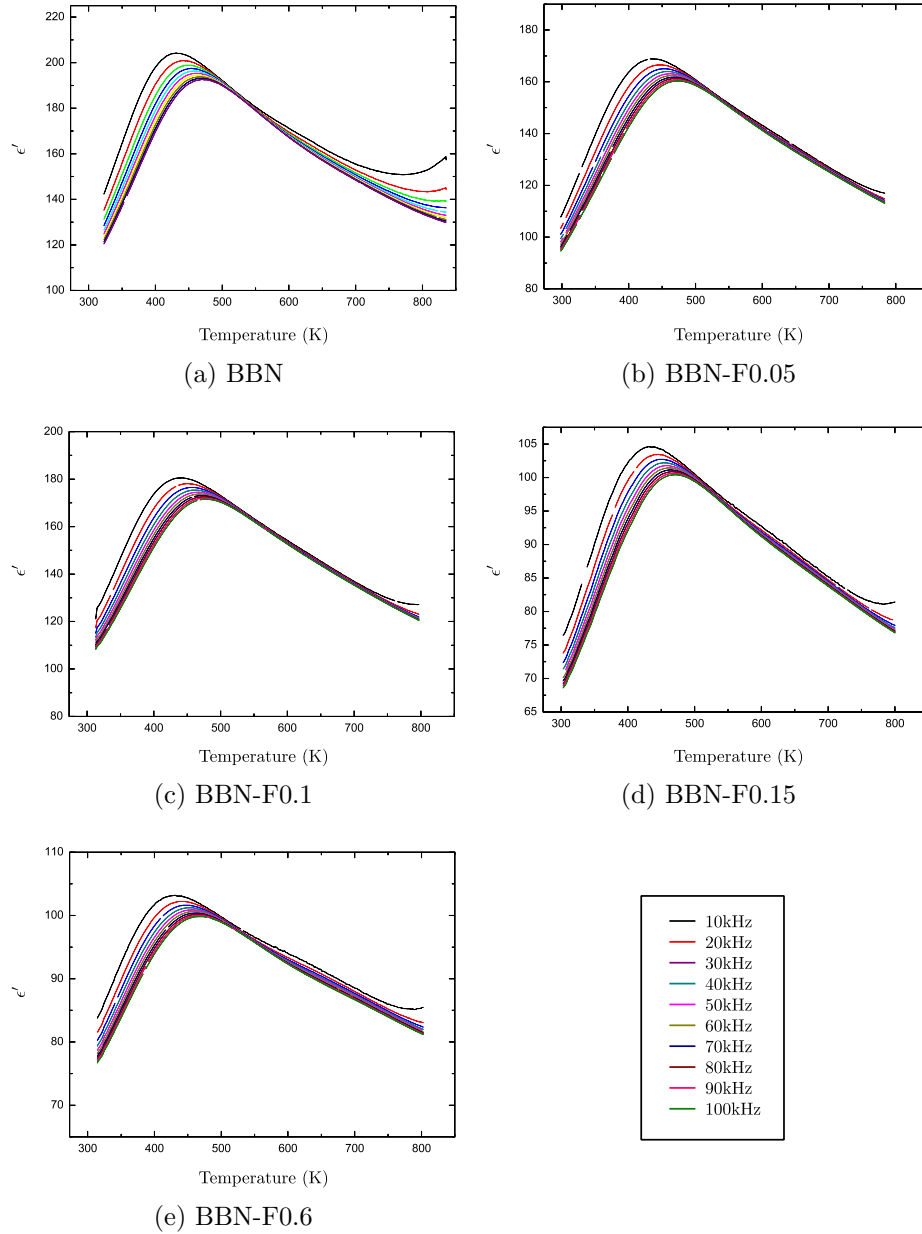 220
200
180
160
140
120
100
ϵ′
300 400 500 600 700 800
Temperature (K)
(a) BBN
180
160
140
120
100
80
ϵ′
300 400 500 600 700 800
Temperature (K)
(b) BBN-F0.05
200
180
160
140
120
100
80
ϵ′
300 400 500 600 700 800
Temperature (K)
(c) BBN-F0.1
105
100
95
90
85
80
75
70
65
ϵ′
300 400 500 600 700 800
Temperature (K)
(d) BBN-F0.15
110
100
90
80
70
ϵ′
300 400 500 600 700 800
Temperature (K)
(e) BBN-F0.6
10kHz
20kHz
30kHz
40kHz
50kHz
60kHz
70kHz
80kHz
90kHz
100kHz